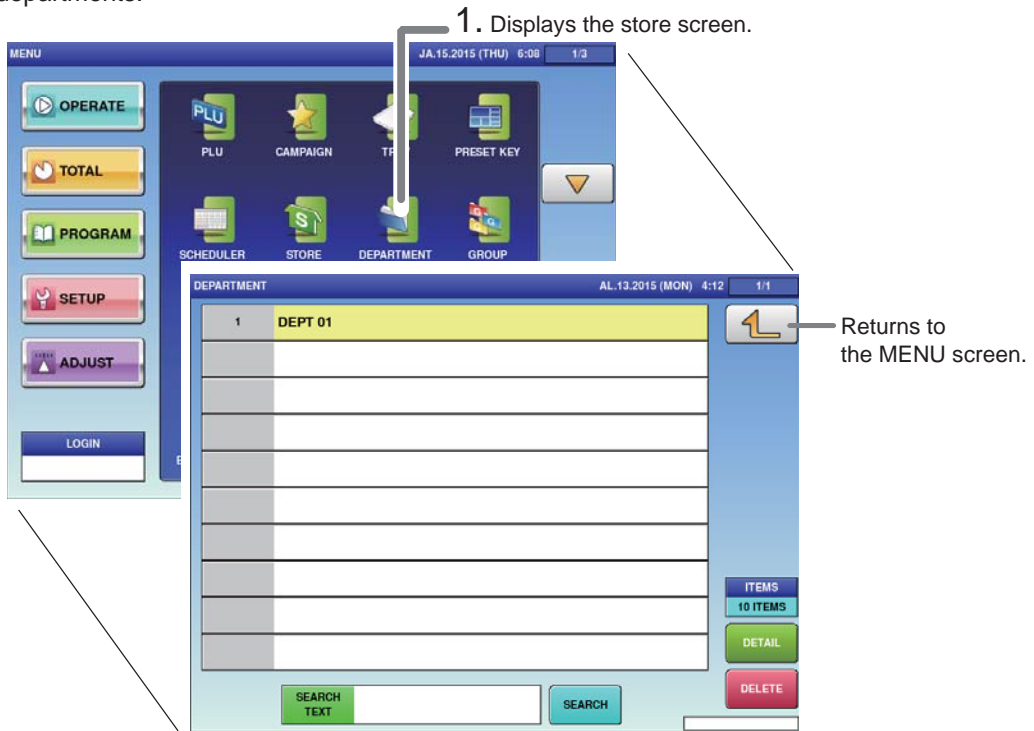 departments.
1. Displays the store screen.
MENU JA.15.2015 (THU) 6:08 1/3
OPERATE
PLU CAMPAIGN PRESET KEY
TOTAL
PROGRAM
SCHEDULER STORE DEPARTMENT GROUP
SETUP
ADJUST
LOGIN
DEPARTMENT AL.13.2015 (MON) 4:12 1/1
1 DEPT 01
Returns to
the MENU screen.
ITEMS
10 ITEMS
DETAIL
DELETE
SEARCH
TEXT
SEARCH